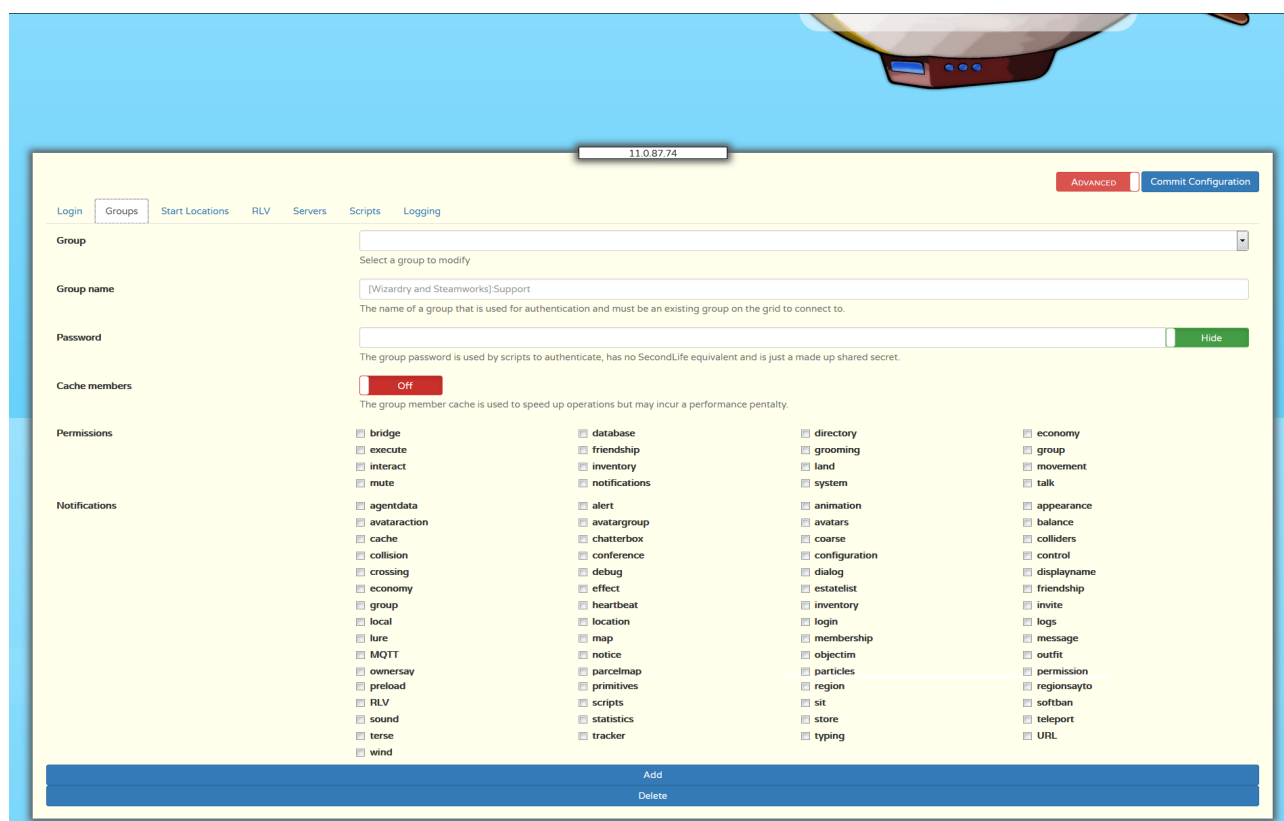 11.0.87.74
ADVANCED Commit Configuration
Login Groups Start Locations RLV Servers Scripts Logging
Group
Select a group to modify
Group name [Wizardry and Steamworks]:Support
The name of a group that is used for authentication and must be an existing group on the grid to connect to.
Password Hide
The group password is used by scripts to authenticate, has no SecondLife equivalent and is just a made up shared secret.
Cache members Off
The group member cache is used to speed up operations but may incur a performance pentalty.
Permissions bridge database directory economy
execute friendship grooming group
interact inventory land movement
mute notifications system talk
Notifications agentdata alert animation appearance
avataraction avatargroup avatars balance
cache chatterbox coarse colliders
collision conference configuration control
crossing debug dialog displayname
economy effect estatelist friendship
group heartbeat inventory invite
local location login logs
lure map membership message
MQTT notice objectim outfit
ownersay parcelmap particles permission
preload primitives region regionsayto
RLV scripts sit softban
sound statistics store teleport
terse tracker typing URL
wind
Add
Delete